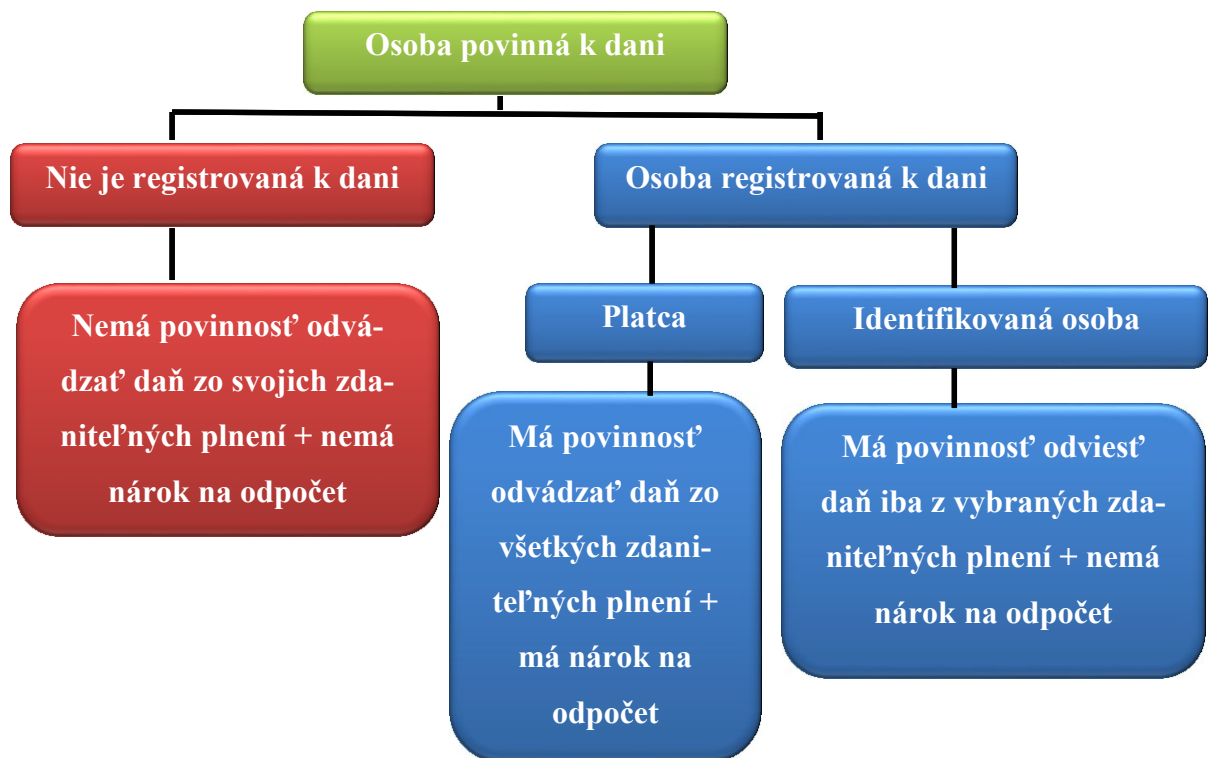 Osoba povinná k dani
Nie je registrovaná k dani
Osoba registrovaná k dani
Nemá povinnosť odvá-
dzať daň zo svojich zda-
niteľných plnení + nemá
nárok na odpočet
Platca
Identifikovaná osoba
Má povinnosť
odvádzať daň zo
všetkých zdani-
teľných plnení +
má nárok na
odpočet
Má povinnosť odviesť
daň iba z vybraných zda-
niteľných plnení + nemá
nárok na odpočet